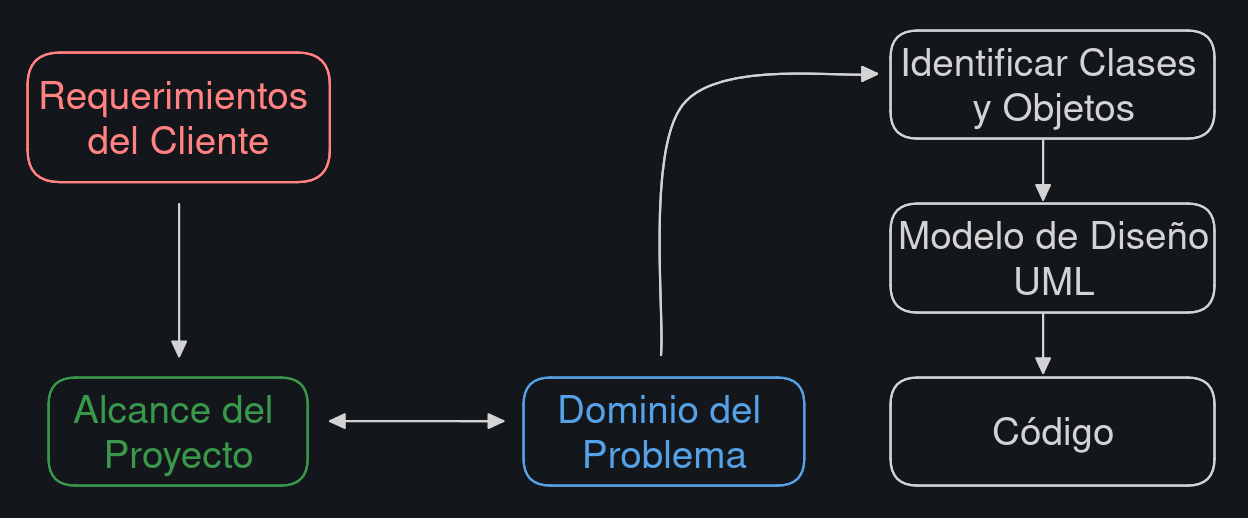 Requerimientos
del Cliente
Alcance del
Proyecto
Dominio del
Problema
Identificar Clases
y Objetos
Modelo de Diseño
UML
Código